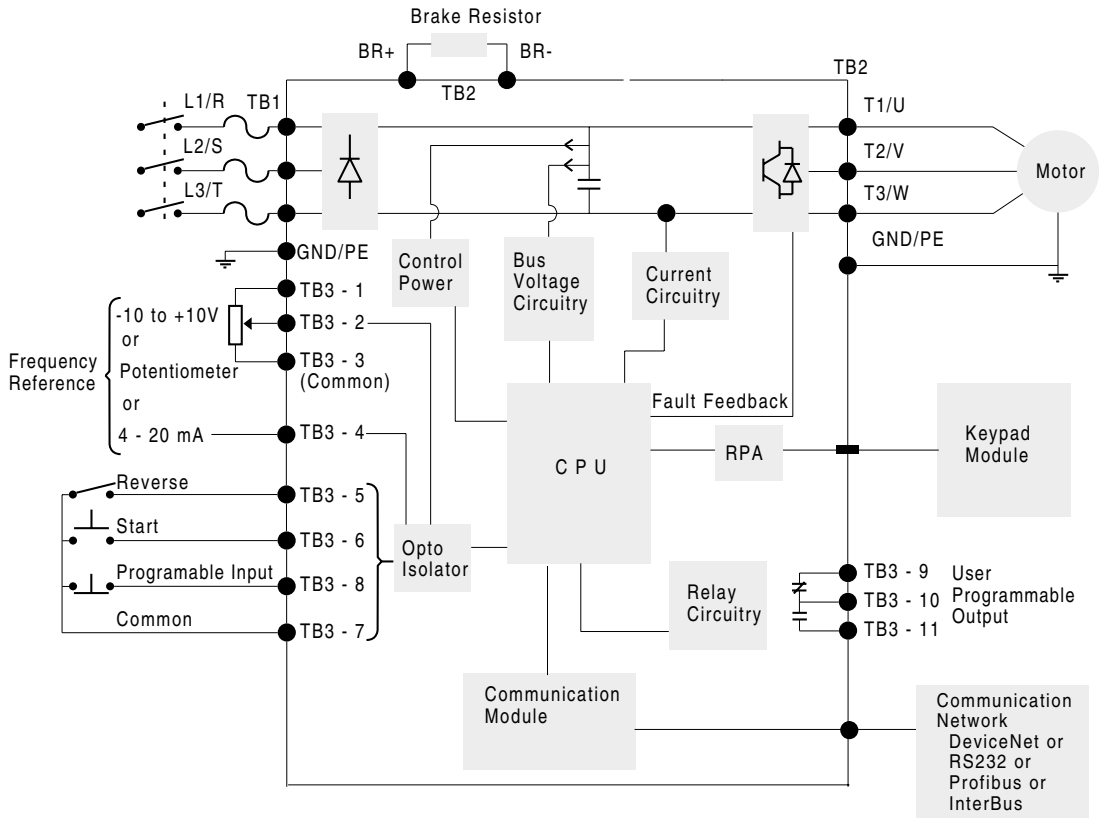 Brake Resistor
BR+
BR-
TB2
TB2
L1/R
TB1
T1/U
L2/S
T2/V
L3/T
T3/W
Motor
GND/PE
GND/PE
Control
Power
Bus
Voltage
Circuitry
Current
Circuitry
TB3 - 1
-10 to +10V
TB3 - 2
or
Frequency
Reference
Potentiometer
TB3 - 3
(Common)
or
4 - 20 mA
TB3 - 4
Fault Feedback
C P U
RPA
Keypad
Module
Reverse
TB3 - 5
Start
TB3 - 6
Opto
Isolator
Programable Input
TB3 - 8
Common
TB3 - 7
Relay
Circuitry
TB3 - 9
TB3 - 10
TB3 - 11
User
Programmable
Output
Communication
Module
Communication
Network
DeviceNet or
RS232 or
Profibus or
InterBus